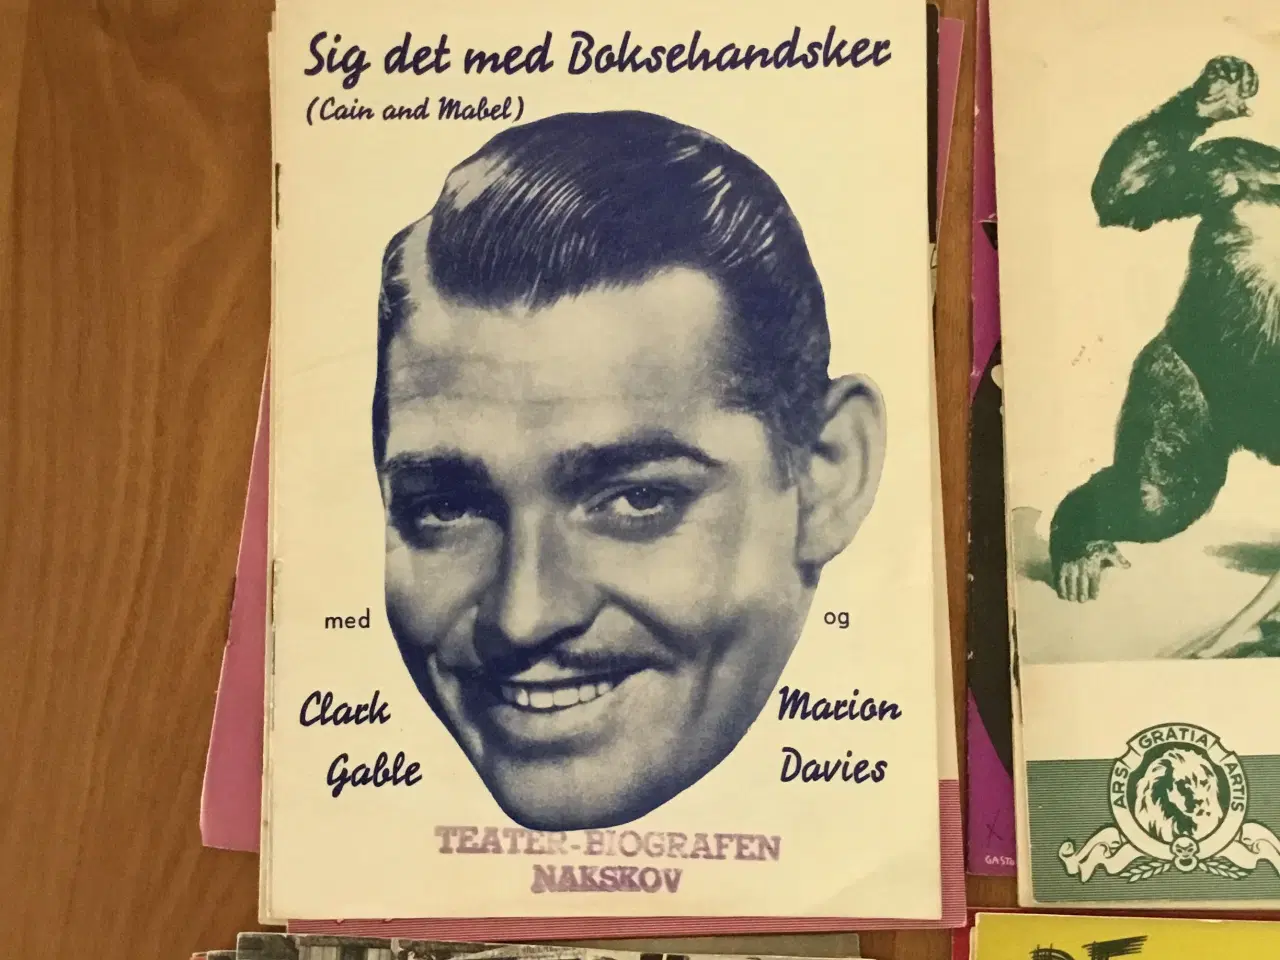 Sig det med Boksehandsker
(Cain and Mabel)
med
og
Clark
Gable
Marion
Davies
TEATER-BIOGRAFEN
NAKSKOV
ARS GRATIA ARTIS
X